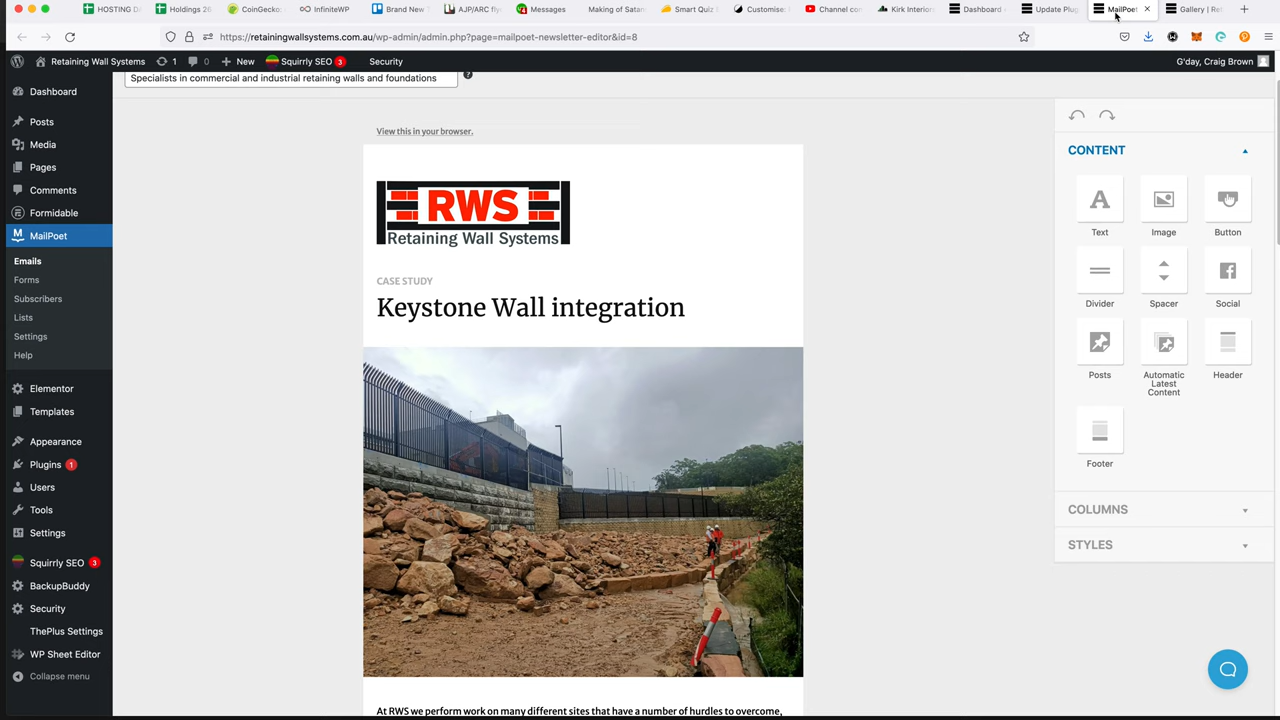 HOSTING DA
Holdings 26
CoinGecko:
InfiniteWP
Brand New
AJP/ARC fly
Messages
Making of Satan
Smart Quiz
Customise:
Channel con
Kirk Interior
Dashboard
Update Plug
MailPoet
Gallery | Ret
https://retainingwallsystems.com.au/wp-admin/admin.php?page=mailpoet-newsletter-editor&id=8
Retaining Wall Systems
1
0
New
Squirrly SEO 3
Security
G'day, Craig Brown
Dashboard
Posts
Media
Pages
Comments
Formidable
MailPoet
Emails
Forms
Subscribers
Lists
Settings
Help
Elementor
Templates
Appearance
Plugins 1
Users
Tools
Settings
Squirrly SEO 3
BackupBuddy
Security
ThePlus Settings
WP Sheet Editor
Collapse menu
Specialists in commercial and industrial retaining walls and foundations
View this in your browser.
RWS
Retaining Wall Systems
CASE STUDY
Keystone Wall integration
At RWS we perform work on many different sites that have a number of hurdles to overcome,
CONTENT
Text
Image
Button
Divider
Spacer
Social
Posts
Automatic
Latest
Content
Header
Footer
COLUMNS
STYLES